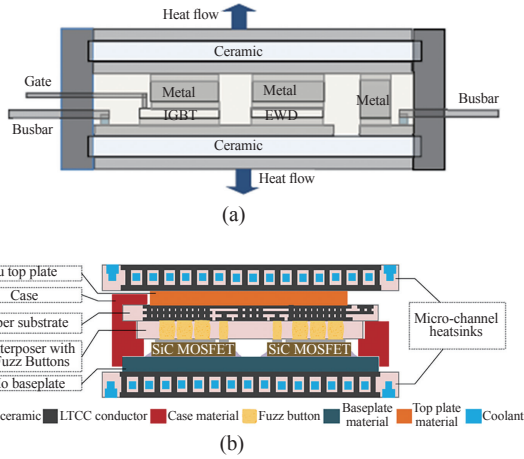 Heat flow
Ceramic
Gate
Metal
Metal
Metal
Busbar
IGBT
EWD
Busbar
Ceramic
Heat flow
(a)
u top plate
Case
per substrate
terposer with
Fuzz Buttons
SiC MOSFET
SiC MOSFET
Micro-channel
heatsinks
o baseplate
ceramic
LTCC conductor
Case material
Fuzz button
Baseplate
material
Top plate
material
Coolant
(b)